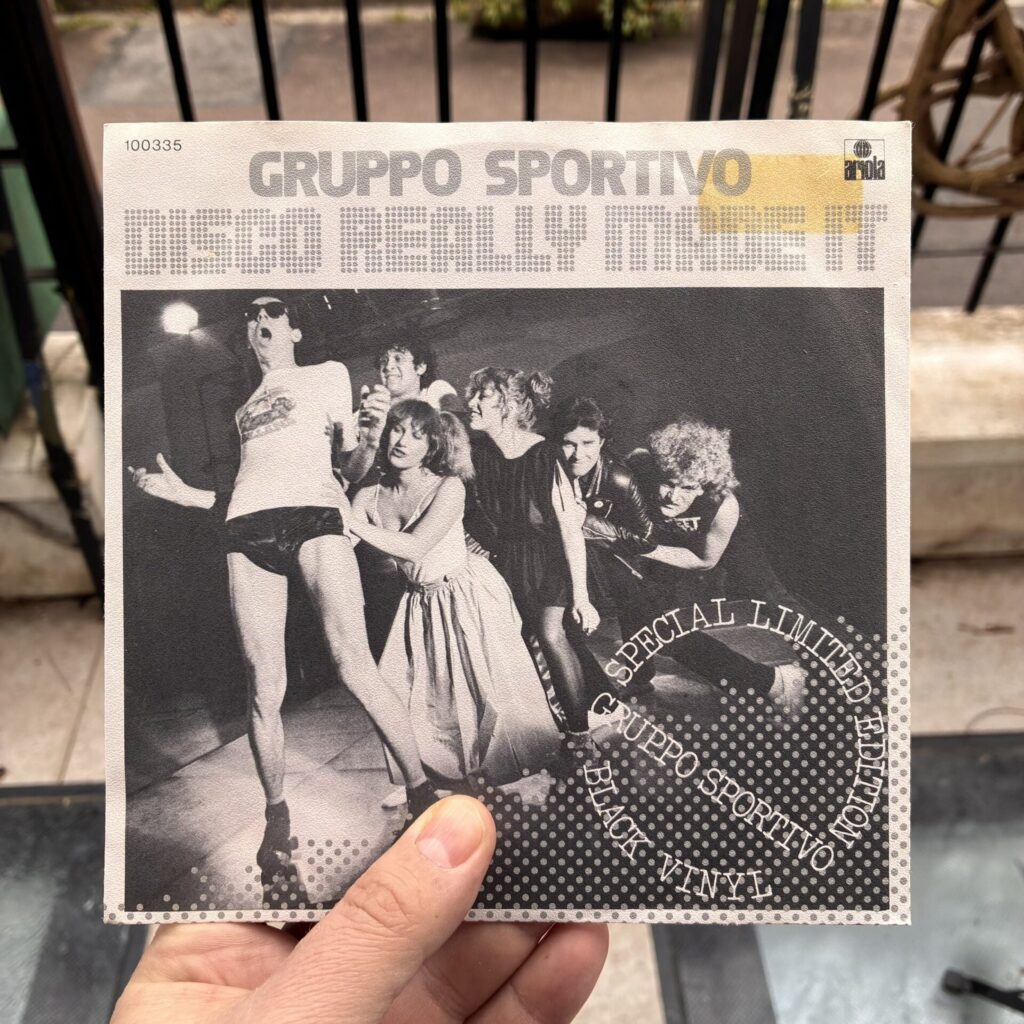 100335
GRUPPO SPORTIVO
ariola
DISCO REALLY MADE IT
SPECIAL LIMITED EDITION
GRUPPO SPORTIVO
BLACK VINYL